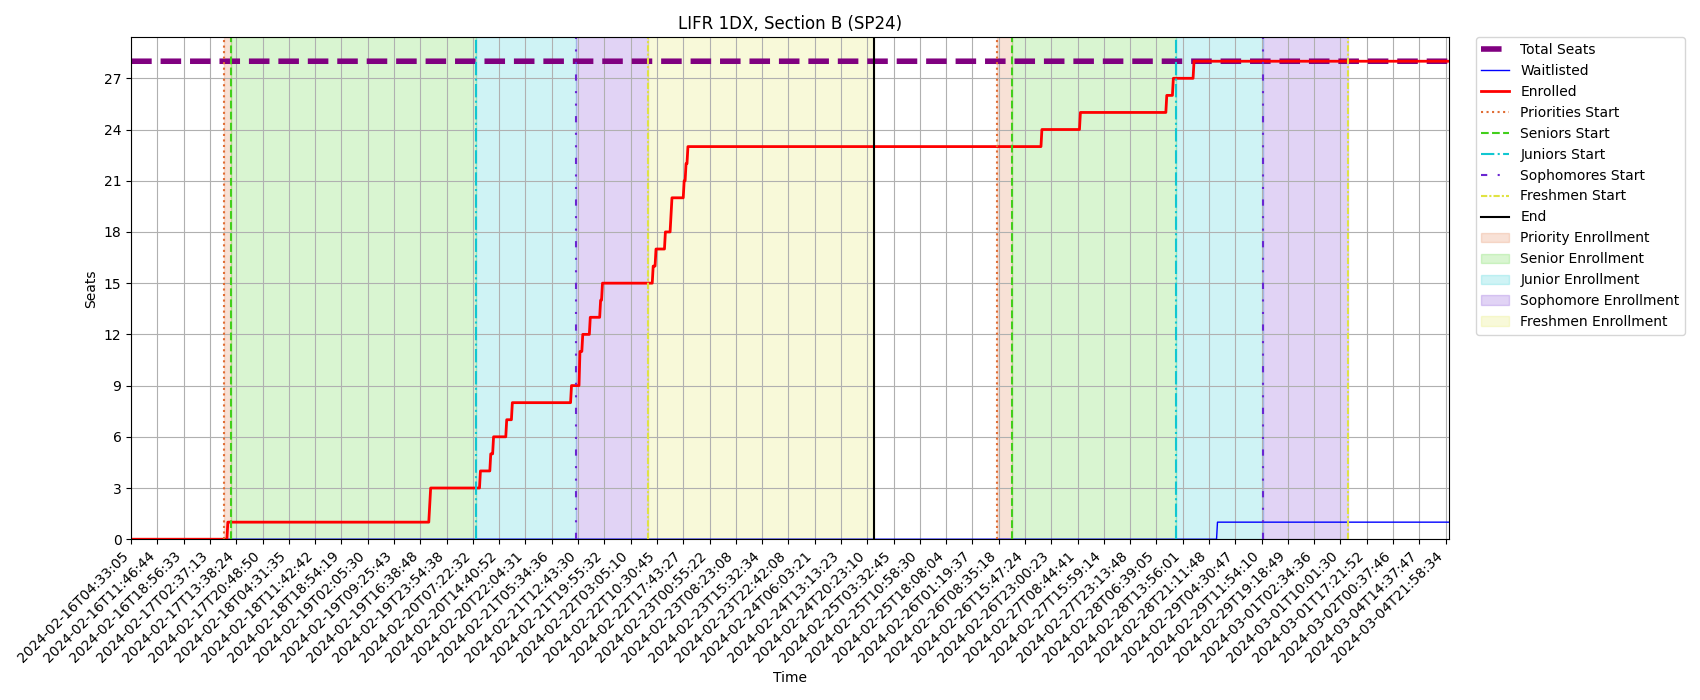 LIFR 1DX, Section B (SP24)
Seats
27
24
21
18
15
12
9
6
3
0
2024-02-16T04:33:05
2024-02-16T11:46:44
2024-02-16T18:56:33
2024-02-17T02:37:13
2024-02-17T13:38:24
2024-02-17T20:48:50
2024-02-18T04:31:35
2024-02-18T11:42:42
2024-02-18T18:54:19
2024-02-19T02:05:30
2024-02-19T09:25:43
2024-02-19T16:38:48
2024-02-19T23:54:38
2024-02-20T07:22:32
2024-02-20T14:40:52
2024-02-20T22:04:31
2024-02-21T05:34:36
2024-02-21T12:43:30
2024-02-21T19:55:32
2024-02-22T03:05:10
2024-02-22T10:30:45
2024-02-22T17:43:27
2024-02-23T00:55:22
2024-02-23T08:23:08
2024-02-23T15:32:34
2024-02-23T22:42:08
2024-02-24T06:03:21
2024-02-24T13:13:23
2024-02-24T20:23:10
2024-02-25T03:32:45
2024-02-25T10:58:30
2024-02-25T18:08:04
2024-02-26T01:19:37
2024-02-26T08:35:18
2024-02-26T15:47:24
2024-02-26T23:00:23
2024-02-27T08:44:41
2024-02-27T15:59:14
2024-02-27T23:13:48
2024-02-28T06:39:05
2024-02-28T13:56:01
2024-02-28T21:11:48
2024-02-29T04:30:47
2024-02-29T11:54:10
2024-02-29T19:18:49
2024-03-01T02:34:36
2024-03-01T10:01:30
2024-03-01T17:21:52
2024-03-02T00:37:46
2024-03-04T14:37:47
2024-03-04T21:58:34
Time
Total Seats
Waitlisted
Enrolled
Priorities Start
Seniors Start
Juniors Start
Sophomores Start
Freshmen Start
End
Priority Enrollment
Senior Enrollment
Junior Enrollment
Sophomore Enrollment
Freshmen Enrollment